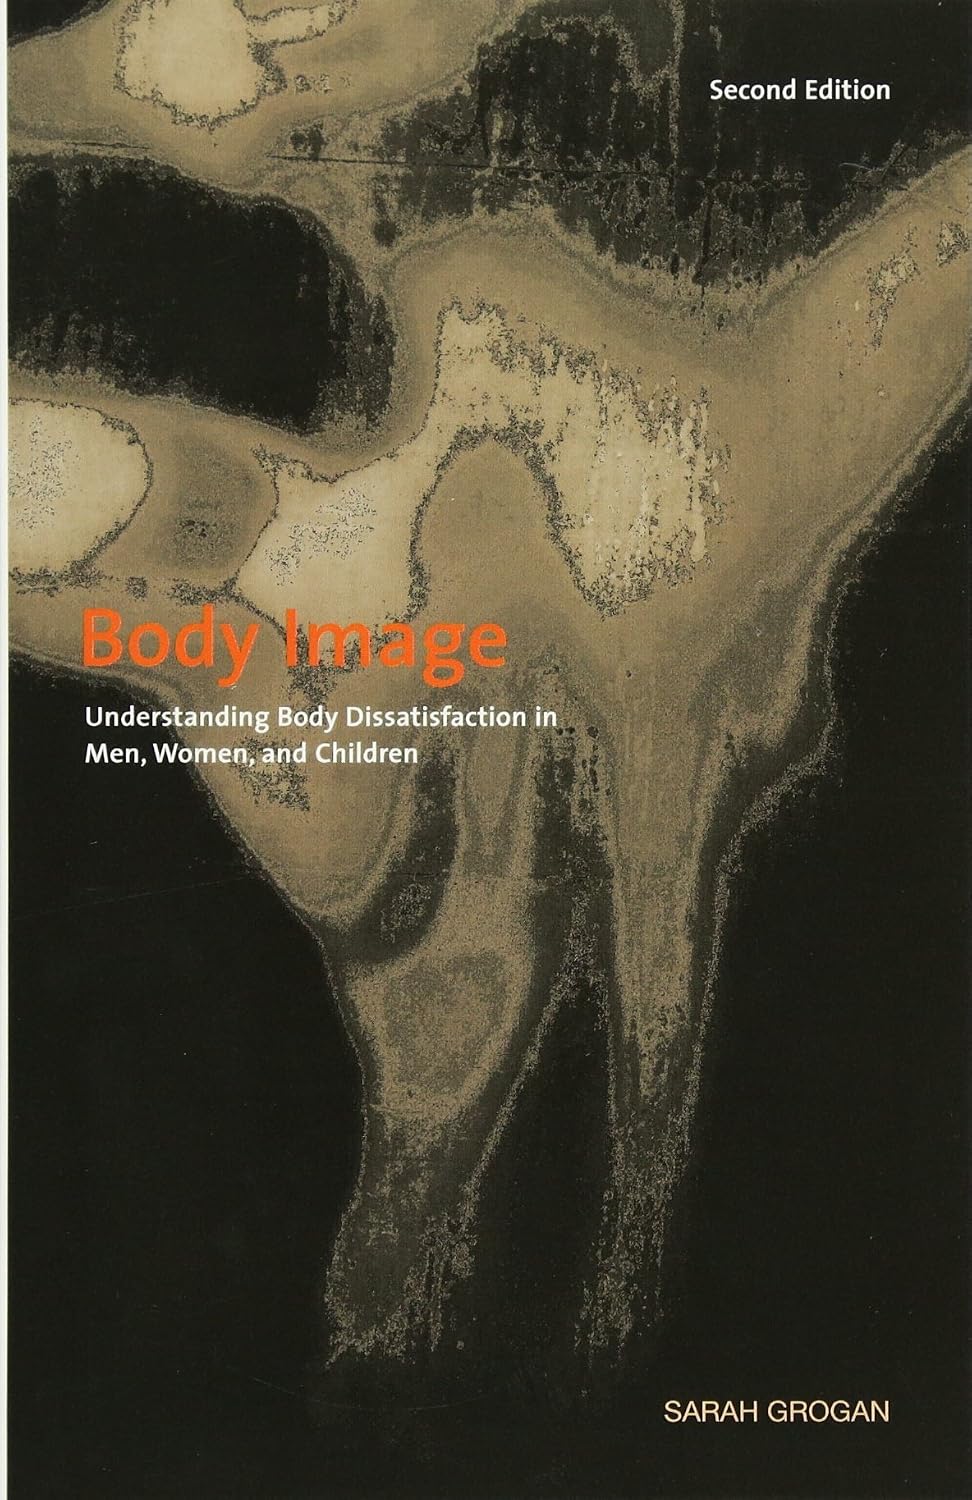 Second Edition
Body Image
Understanding Body Dissatisfaction in
Men, Women, and Children
SARAH GROGAN